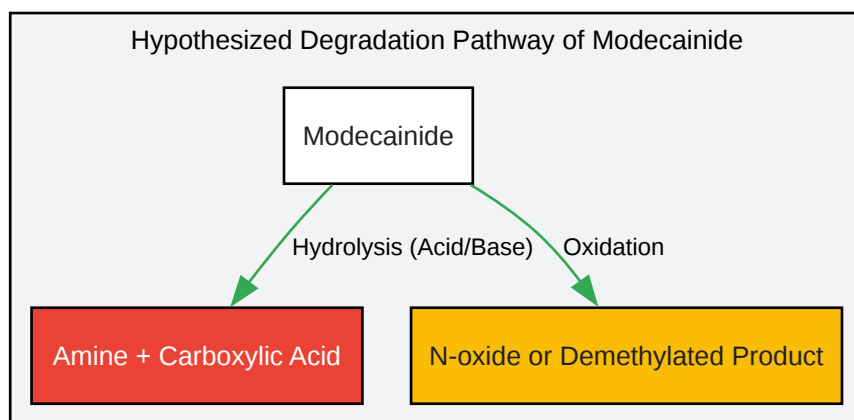 Hypothesized Degradation Pathway of Modecainide
Modecainide
Hydrolysis (Acid/Base)
Oxidation
Amine + Carboxylic Acid
N-oxide or Demethylated Product